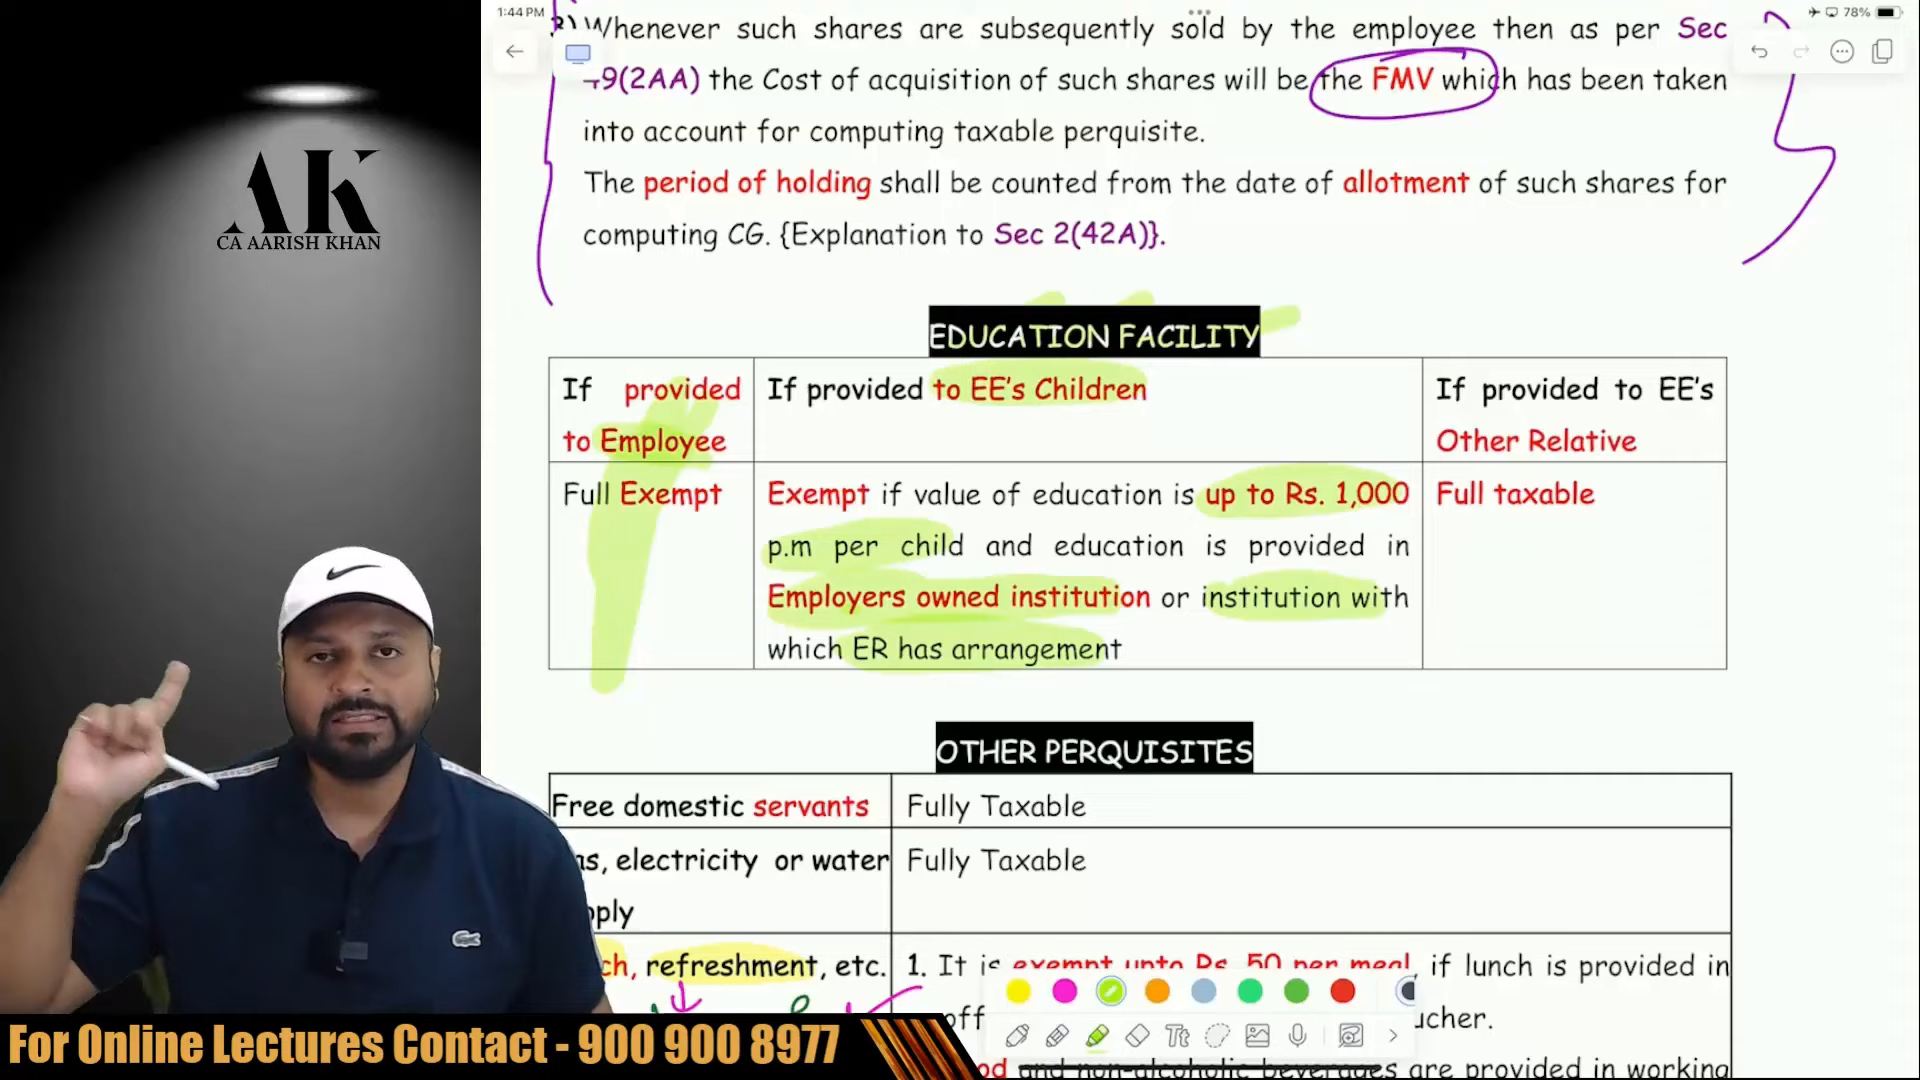 1:44 PM
78%
3) Whenever such shares are subsequently sold by the employee then as per Sec
49(2AA) the Cost of acquisition of such shares will be the FMV which has been taken
into account for computing taxable perquisite.
The period of holding shall be counted from the date of allotment of such shares for
computing CG. {Explanation to Sec 2(42A)}.
AK
CA AARISH KHAN
EDUCATION FACILITY
If provided to Employee
If provided to EE's Children
If provided to EE's Other Relative
Full Exempt
Exempt if value of education is up to Rs. 1,000
p.m per child and education is provided in
Employers owned institution or institution with
which ER has arrangement
Full taxable
OTHER PERQUISITES
Free domestic servants
Fully Taxable
electricity or water
Fully Taxable
refreshment, etc.
1. It is exempt upto Rs. 50 per meal, if lunch is provided in
and non-alcoholic beverages are provided in working
Tt
For Online Lectures Contact - 900 900 8977